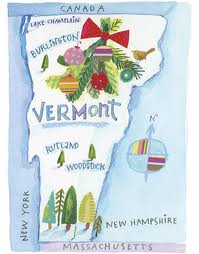 CANADA
LAKE CHAMPLAIN
BURLINGTON
VERMONT
RUTLAND
WOODSTOCK
N
NEW YORK
NEW HAMPSHIRE
MASSACHUSETTS